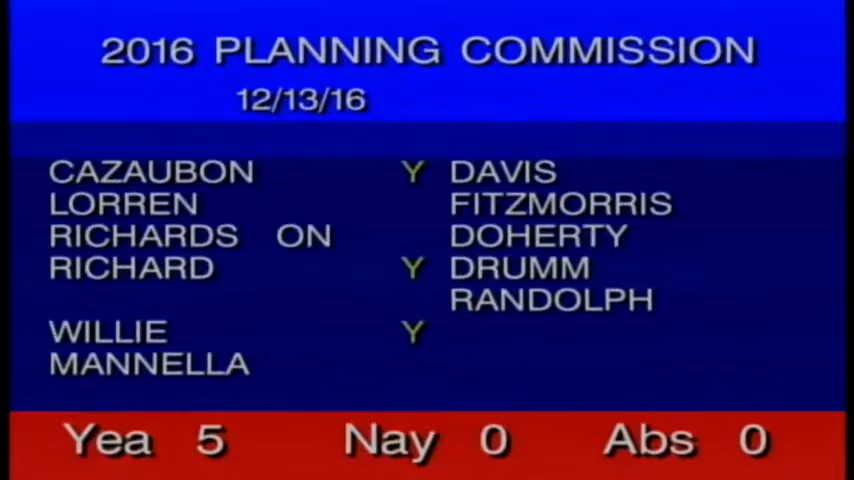 2016 PLANNING COMMISSION
12/13/16
CAZAUBON Y DAVIS
LORREN FITZMORRIS
RICHARDS ON DOHERTY
RICHARD Y DRUMM
RANDOLPH
WILLIE Y
MANNELLA
Yea 5 Nay 0 Abs 0